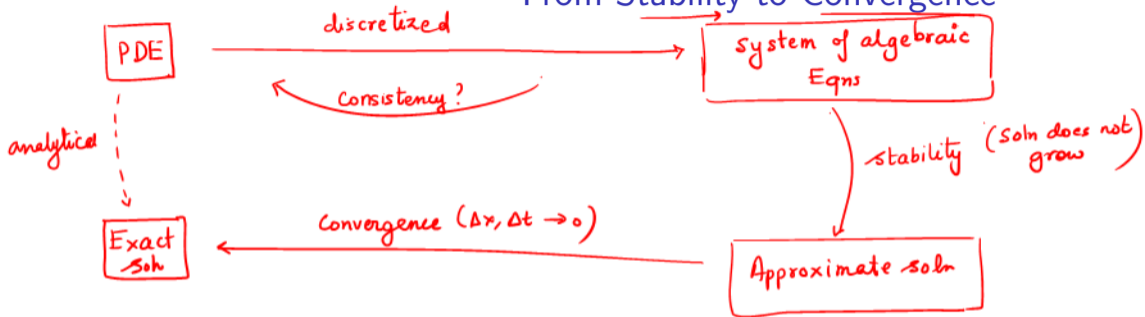 From Stability to Convergence
discretized
PDE
system of algebraic
Eqns
Consistency?
analytical
stability (soln does not
grow
)
Convergence (Δx, Δt → 0)
Exact
soln
Approximate soln